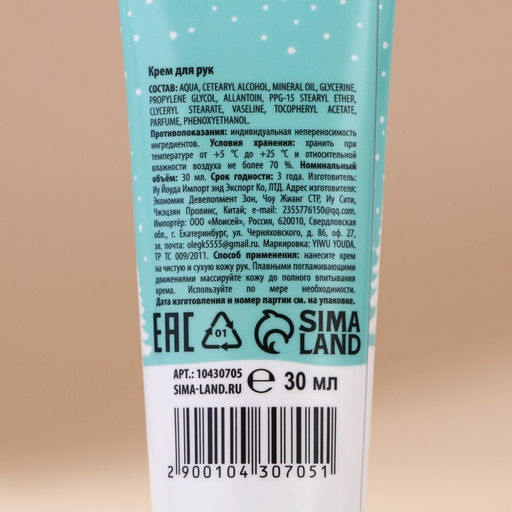 Крем для рук
СОСТАВ: AQUA, CETEARYL ALCOHOL, MINERAL OIL, GLYCERINE,
PROPYLENE GLYCOL, ALLANTOIN, PPG-15 STEARYL ETHER,
GLYCERYL STEARATE, VASELINE, TOCOPHERYL ACETATE,
PARFUME, PHENOXYETHANOL.
Противопоказания: индивидуальная непереносимость
ингредиентов. Условия хранения: хранить при
температуре от +5 °C до +25 °C и относительной
влажности воздуха не более 70 %. Номинальный
объём: 30 мл. Срок годности: 3 года. Изготовитель:
Иу Йоуда Импорт энд Экспорт Ко, ЛТД. Адрес изготовителя:
Экономик Девелопмент Зон, Чоу Жианг СТР, Иу Сити,
Чжэцзян Провинс, Китай; e-mail: 2355776150@qq.com.
Импортёр: ООО «Моисей», Россия, 620010, Свердловская
обл., г. Екатеринбург, ул. Черняховского, д. 86, оф. 27,
эл. почта: olegk5555@gmail.ru. Маркировка: YIWU YOUDA.
ТР ТС 009/2011. Способ применения: нанесите крем
на чистую и сухую кожу рук. Плавными поглаживающими
движениями массируйте кожу до полного впитывания
крема. Используйте по мере необходимости.
Дата изготовления и номер партии см. на упаковке.
EAC 01 SIMA
LAND
АРТ.: 10430705
SIMA-LAND.RU e 30 мл
2 900104 307051